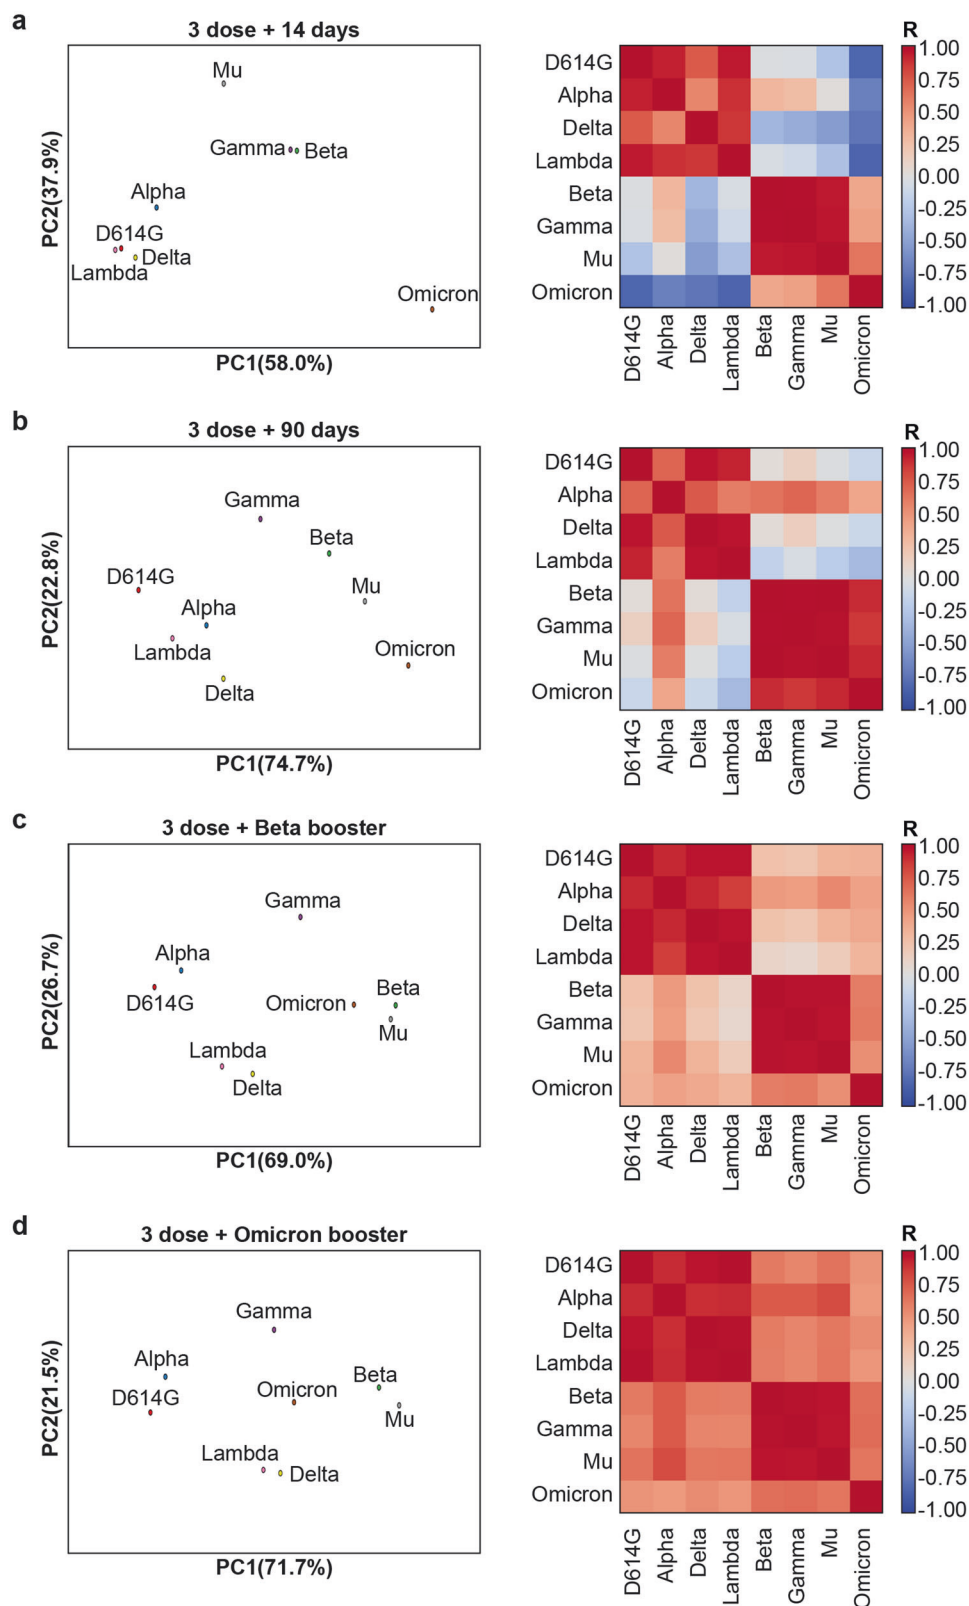 a
3 dose + 14 days
PC2(37.9%)
Mu
Gamma
Beta
Alpha
D614G
Delta
Lambda
Omicron
PC1(58.0%)
R
D614G
Alpha
Delta
Lambda
Beta
Gamma
Mu
Omicron
D614G
Alpha
Delta
Lambda
Beta
Gamma
Mu
Omicron
1.00
0.75
0.50
0.25
0.00
-0.25
-0.50
-0.75
-1.00
b
3 dose + 90 days
PC2(22.8%)
Gamma
Beta
D614G
Mu
Alpha
Lambda
Omicron
Delta
PC1(74.7%)
R
D614G
Alpha
Delta
Lambda
Beta
Gamma
Mu
Omicron
D614G
Alpha
Delta
Lambda
Beta
Gamma
Mu
Omicron
1.00
0.75
0.50
0.25
0.00
-0.25
-0.50
-0.75
-1.00
c
3 dose + Beta booster
PC2(26.7%)
Gamma
Alpha
D614G
Omicron
Beta
Mu
Lambda
Delta
PC1(69.0%)
R
D614G
Alpha
Delta
Lambda
Beta
Gamma
Mu
Omicron
D614G
Alpha
Delta
Lambda
Beta
Gamma
Mu
Omicron
1.00
0.75
0.50
0.25
0.00
-0.25
-0.50
-0.75
-1.00
d
3 dose + Omicron booster
PC2(21.5%)
Gamma
Alpha
D614G
Omicron
Beta
Mu
Lambda
Delta
PC1(71.7%)
R
D614G
Alpha
Delta
Lambda
Beta
Gamma
Mu
Omicron
D614G
Alpha
Delta
Lambda
Beta
Gamma
Mu
Omicron
1.00
0.75
0.50
0.25
0.00
-0.25
-0.50
-0.75
-1.00